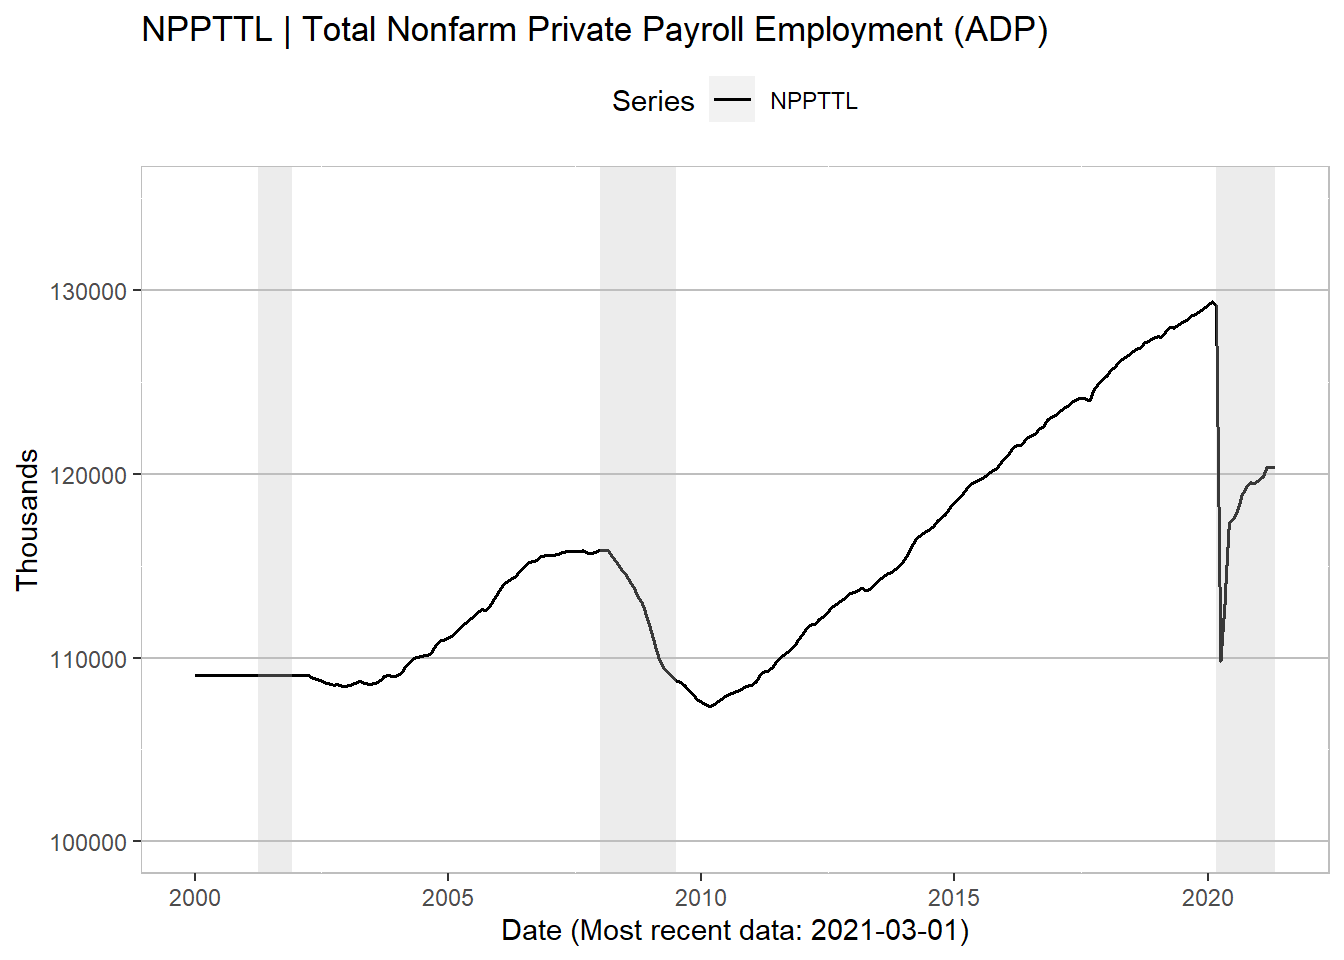 NPPTTL | Total Nonfarm Private Payroll Employment (ADP)
Series NPPTTL
130000
120000
110000
100000
Thousands
2000 2005 2010 2015 2020
Date (Most recent data: 2021-03-01)